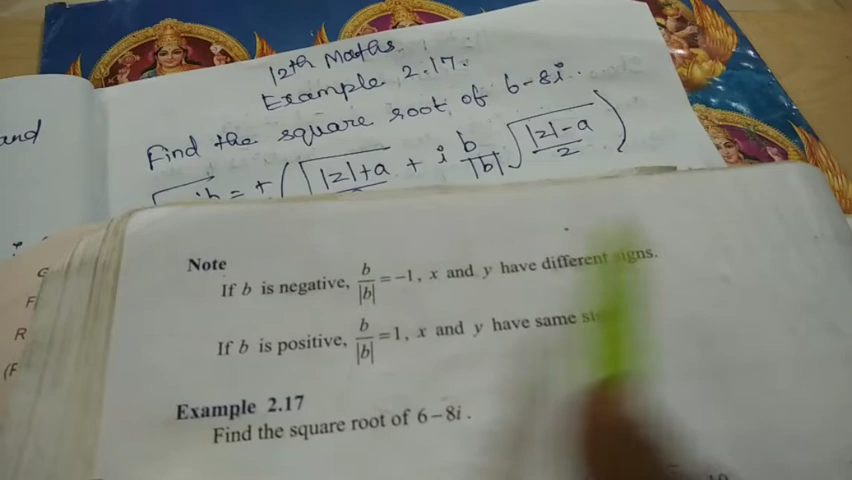 12th Maths
Example 2.17.
Find the square root of 6-8i.
= ± ( √ |z|+a + i b/|b| √ |z|-a/2 )
and
Note
If b is negative, b/|b| = -1, x and y have different signs.
If b is positive, b/|b| = 1, x and y have same
Example 2.17
Find the square root of 6-8i.
G
F
R
(F